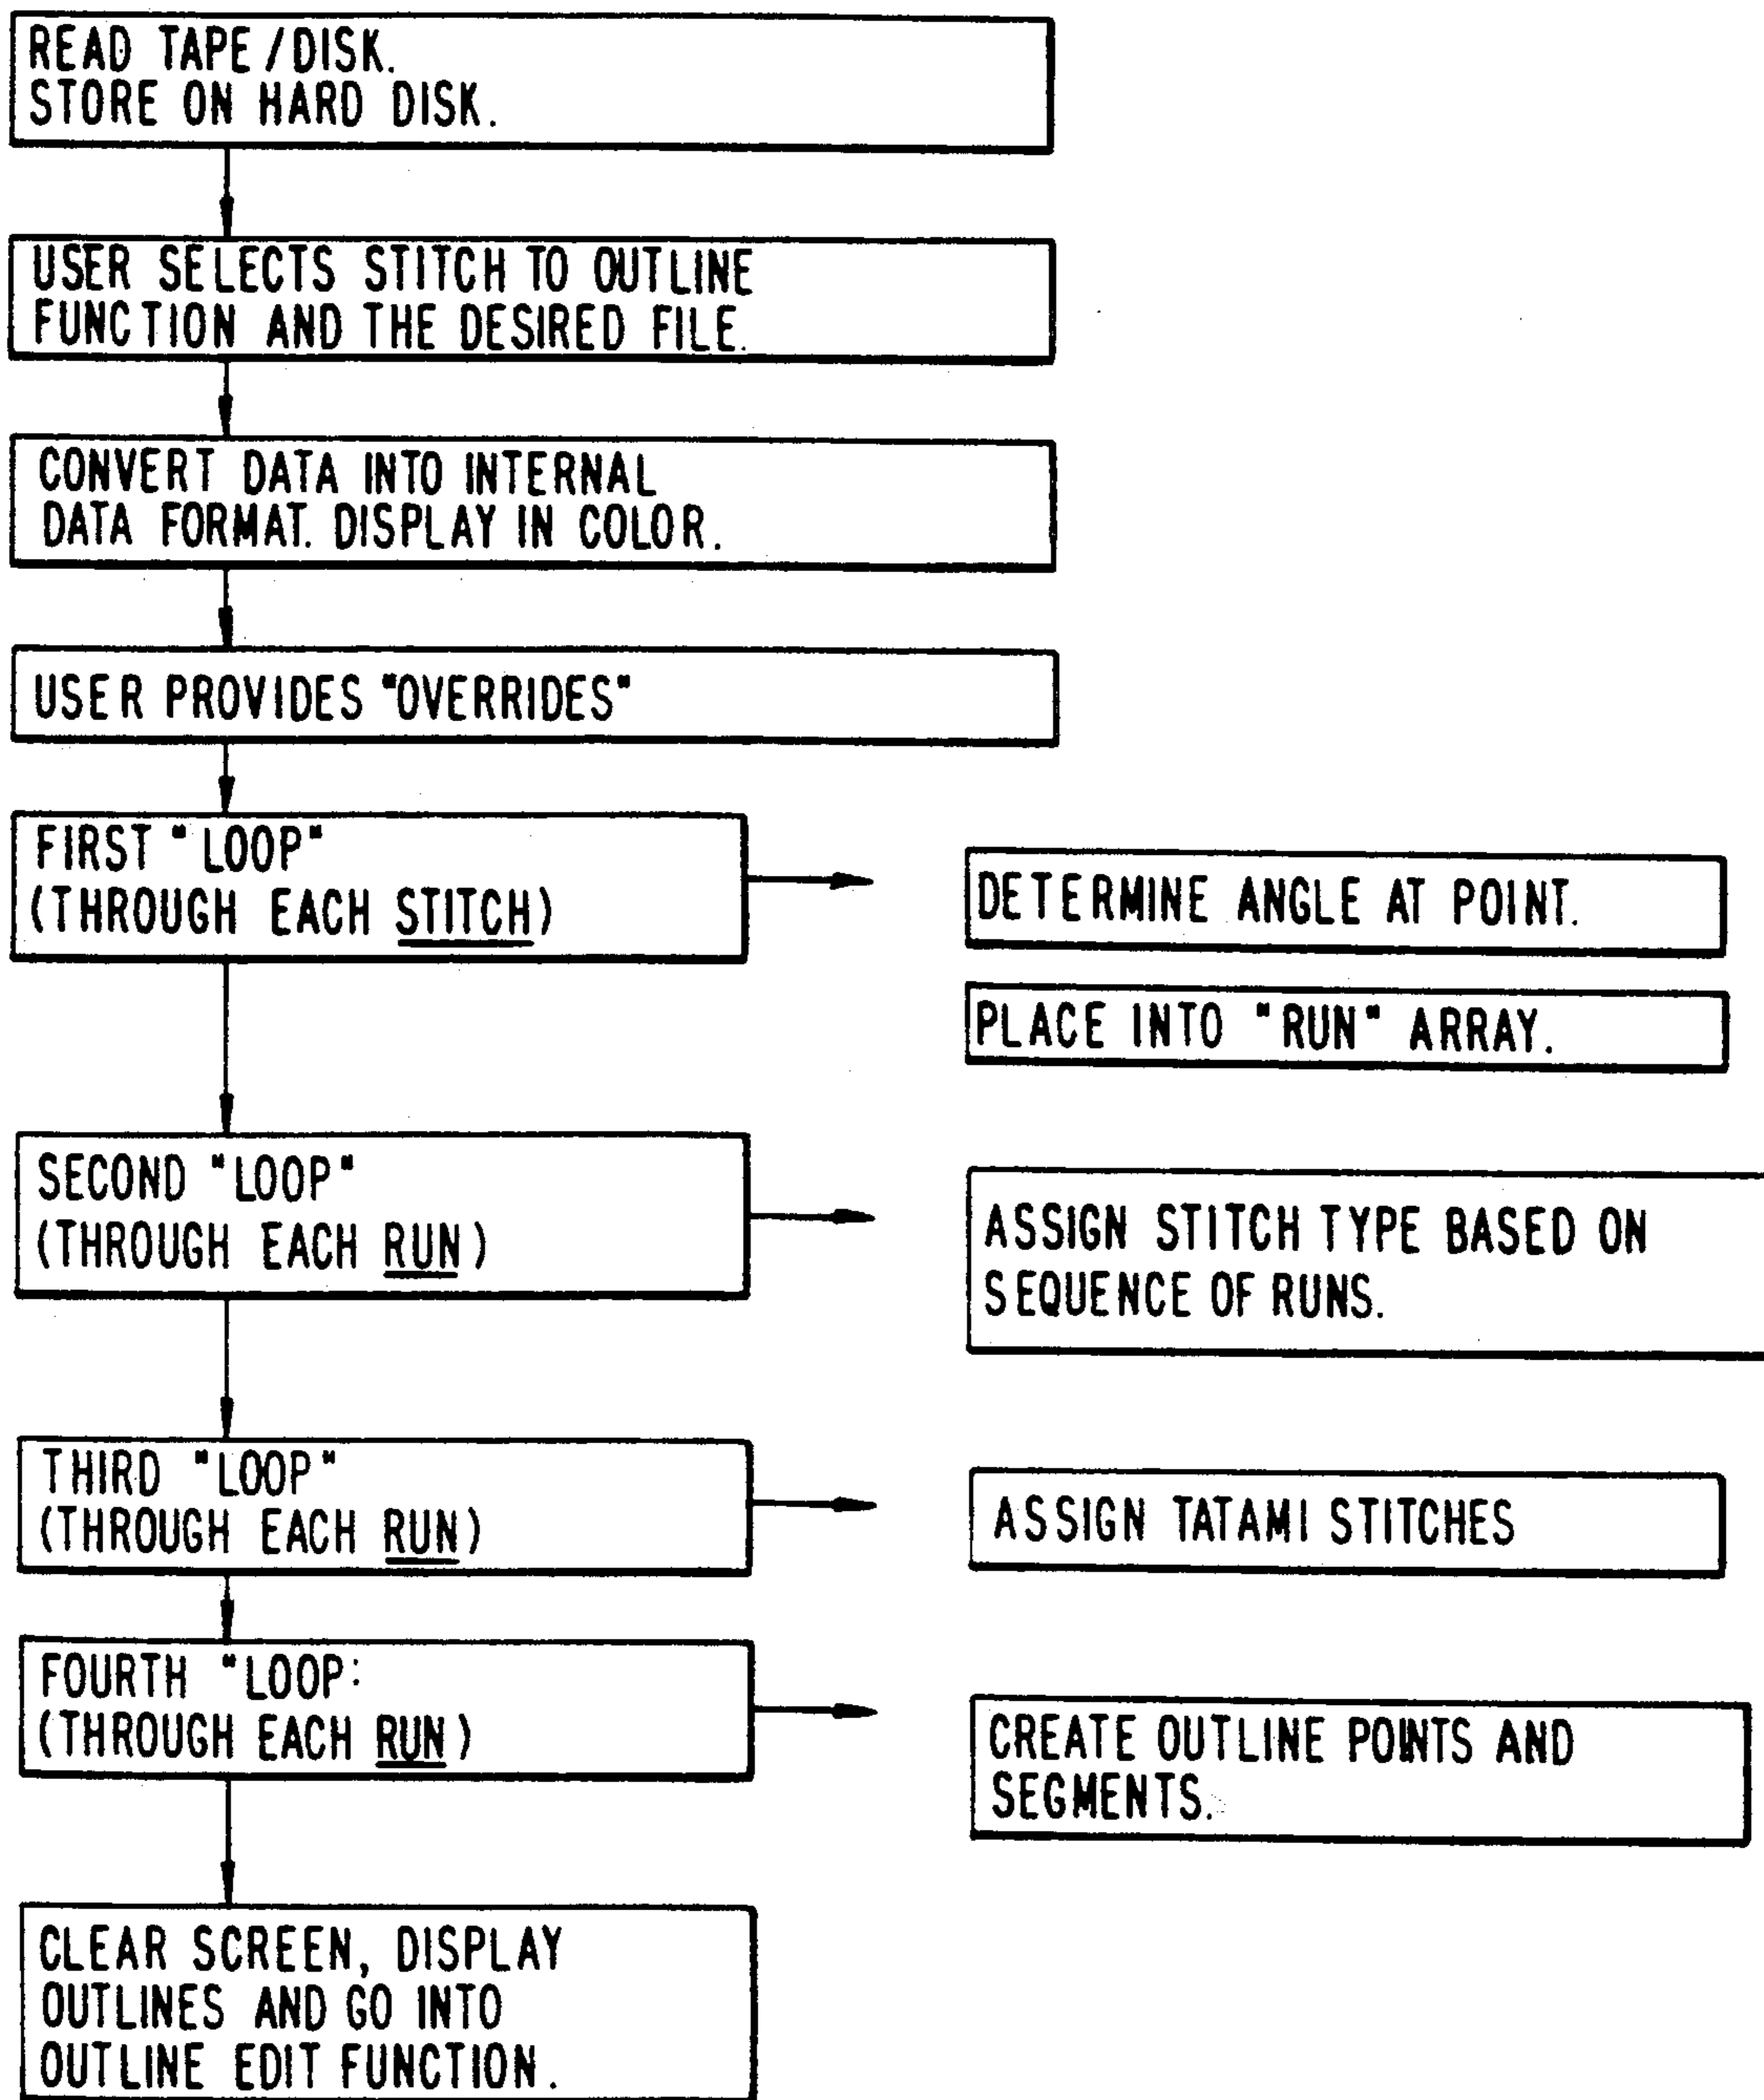 READ TAPE/DISK.
STORE ON HARD DISK.
USER SELECTS STITCH TO OUTLINE
FUNCTION AND THE DESIRED FILE.
CONVERT DATA INTO INTERNAL
DATA FORMAT. DISPLAY IN COLOR.
USER PROVIDES "OVERRIDES"
FIRST "LOOP"
(THROUGH EACH STITCH)
DETERMINE ANGLE AT POINT.
PLACE INTO "RUN" ARRAY.
SECOND "LOOP"
(THROUGH EACH RUN)
ASSIGN STITCH TYPE BASED ON
SEQUENCE OF RUNS.
THIRD "LOOP"
(THROUGH EACH RUN)
ASSIGN TATAMI STITCHES
FOURTH "LOOP:
(THROUGH EACH RUN)
CREATE OUTLINE POINTS AND
SEGMENTS.
CLEAR SCREEN, DISPLAY
OUTLINES AND GO INTO
OUTLINE EDIT FUNCTION.